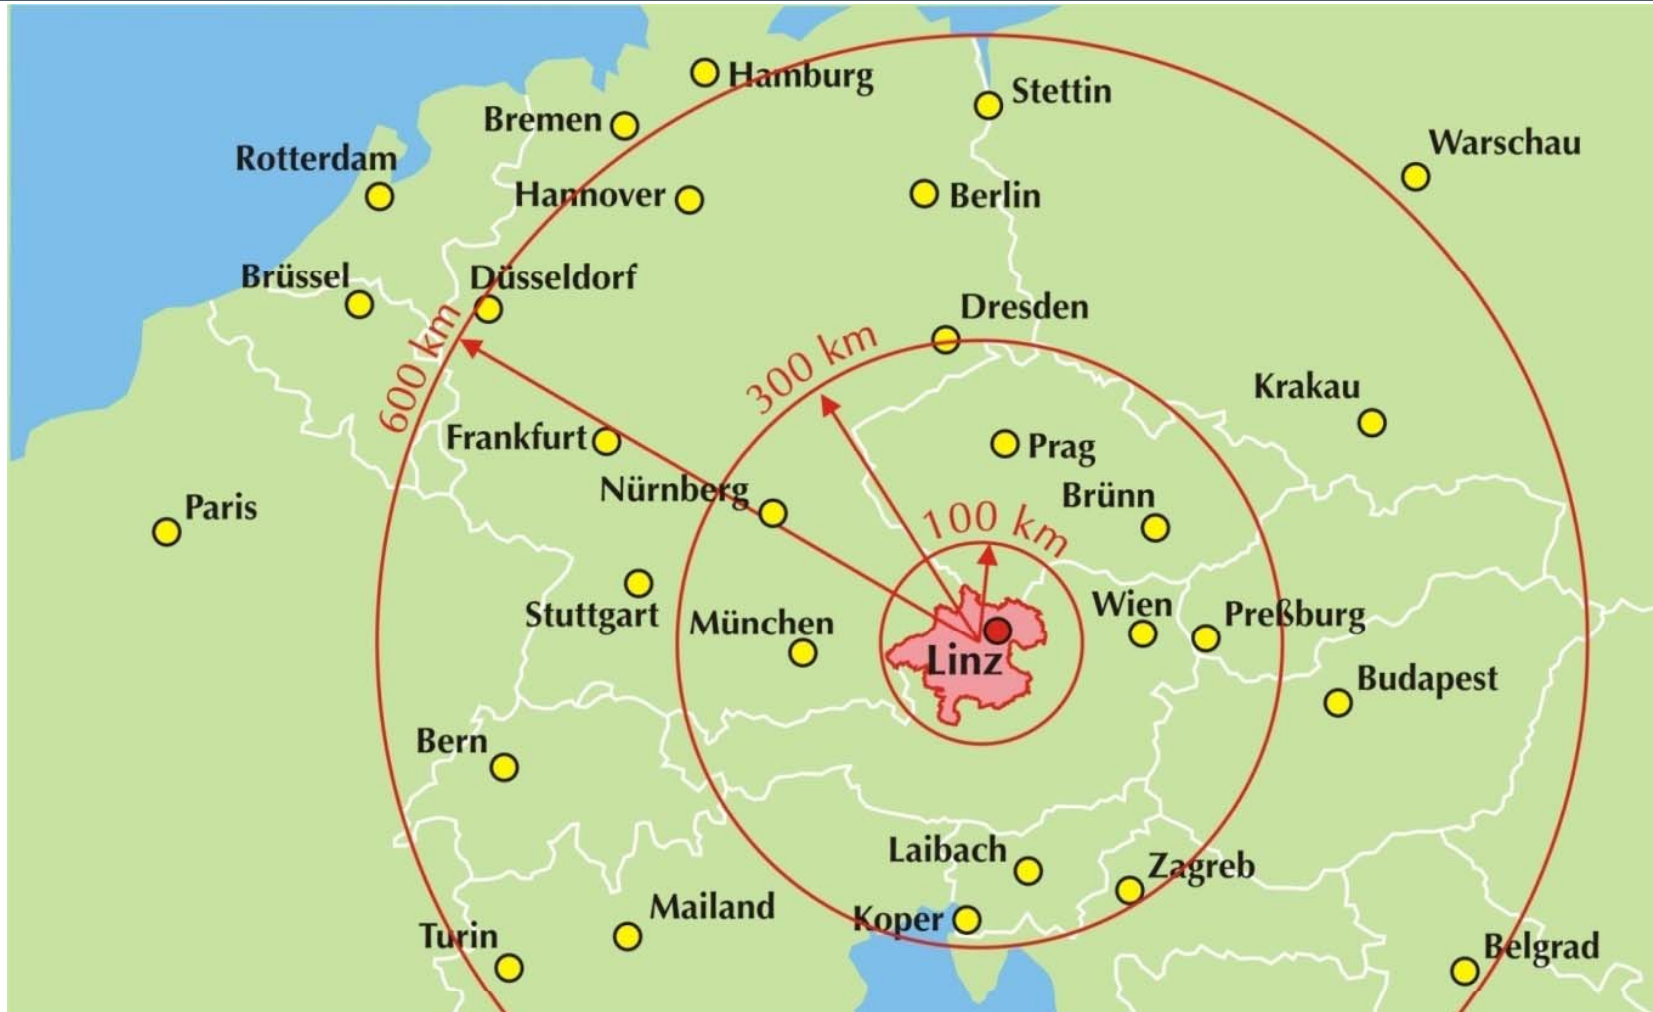 Hamburg
Stettin
Bremen
Warschau
Rotterdam
Hannover
Berlin
Brüssel
Düsseldorf
Dresden
600 km
300 km
Krakau
Frankfurt
Prag
Nürnberg
Brünn
Paris
100 km
Stuttgart
München
Wien
Preßburg
Linz
Budapest
Bern
Laibach
Zagreb
Mailand
Koper
Turin
Belgrad